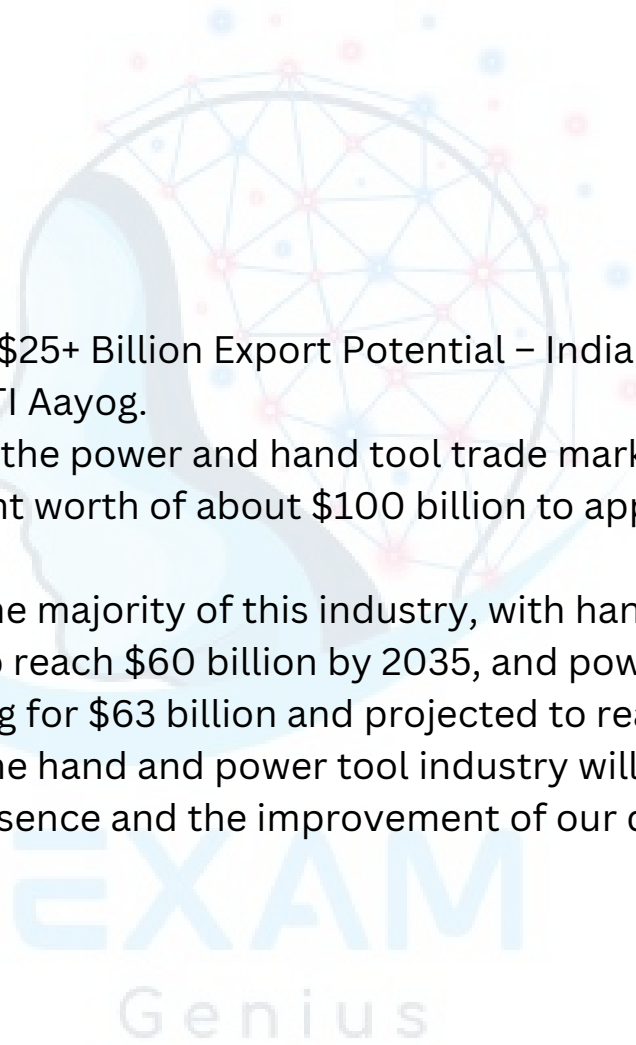 $25+ Billion Export Potential – India
TI Aayog.
the power and hand tool trade mark
nt worth of about $100 billion to app
he majority of this industry, with han
o reach $60 billion by 2035, and pow
g for $63 billion and projected to rea
he hand and power tool industry will
sence and the improvement of our
EXAM
Genius